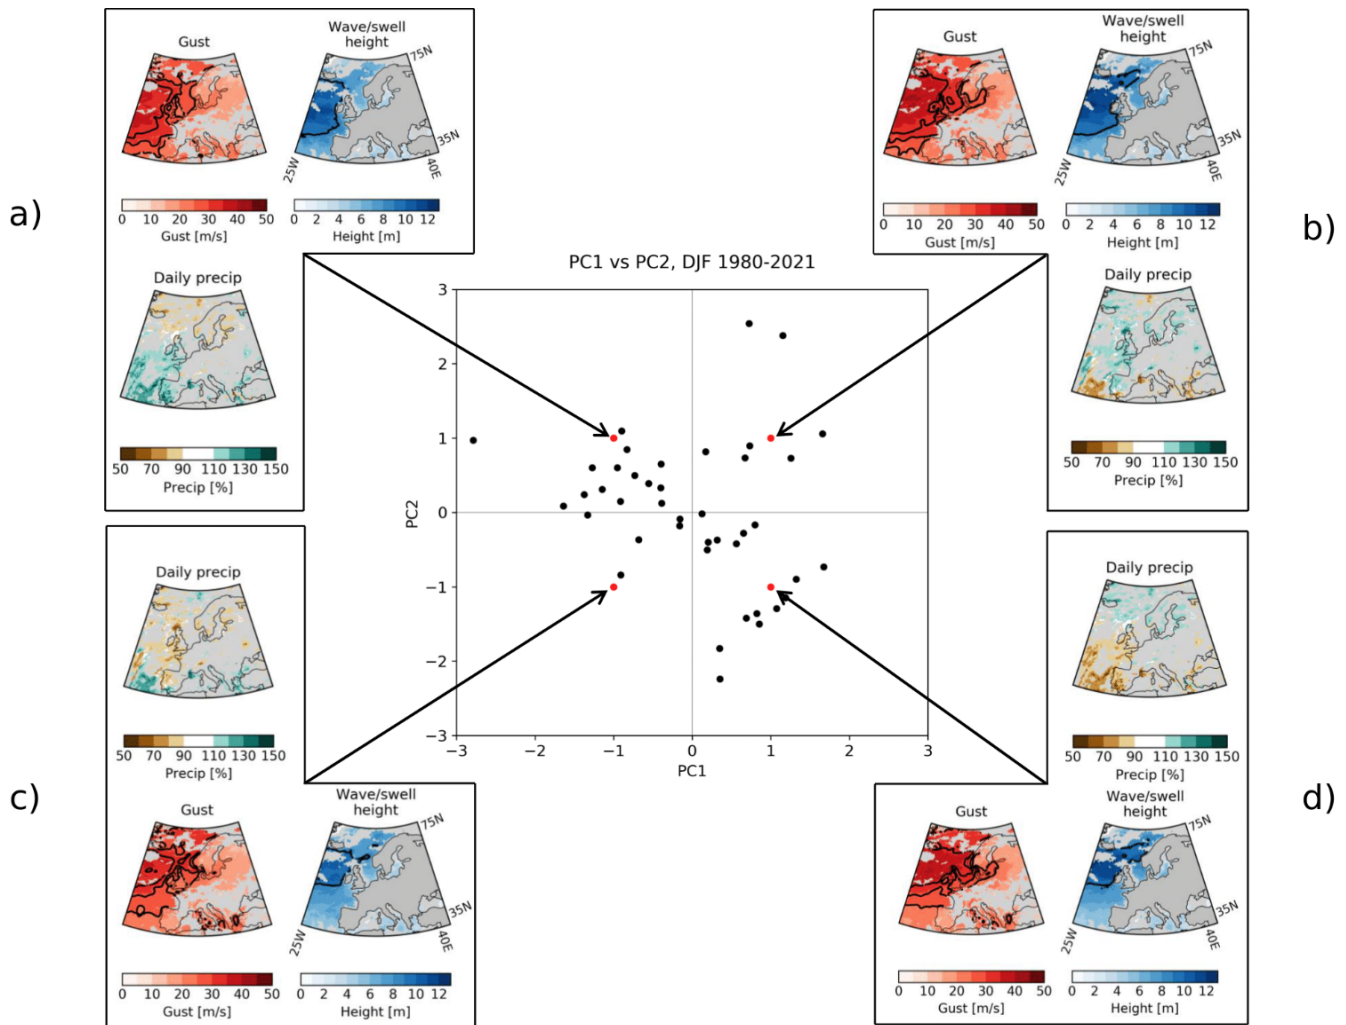 a)
Gust
Wave/swell
height
75N
35N
40E
25W
0 10 20 30 40 50
Gust [m/s]
0 2 4 6 8 10 12
Height [m]
Daily precip
50 70 90 110 130 150
Precip [%]
b)
Gust
Wave/swell
height
75N
35N
40E
25W
0 10 20 30 40 50
Gust [m/s]
0 2 4 6 8 10 12
Height [m]
Daily precip
50 70 90 110 130 150
Precip [%]
PC1 vs PC2, DJF 1980-2021
3
2
1
0
−1
−2
−3
PC2
−3 −2 −1 0 1 2 3
PC1
c)
Daily precip
50 70 90 110 130 150
Precip [%]
Gust
Wave/swell
height
75N
35N
40E
25W
0 10 20 30 40 50
Gust [m/s]
0 2 4 6 8 10 12
Height [m]
d)
Daily precip
50 70 90 110 130 150
Precip [%]
Gust
Wave/swell
height
75N
35N
40E
25W
0 10 20 30 40 50
Gust [m/s]
0 2 4 6 8 10 12
Height [m]